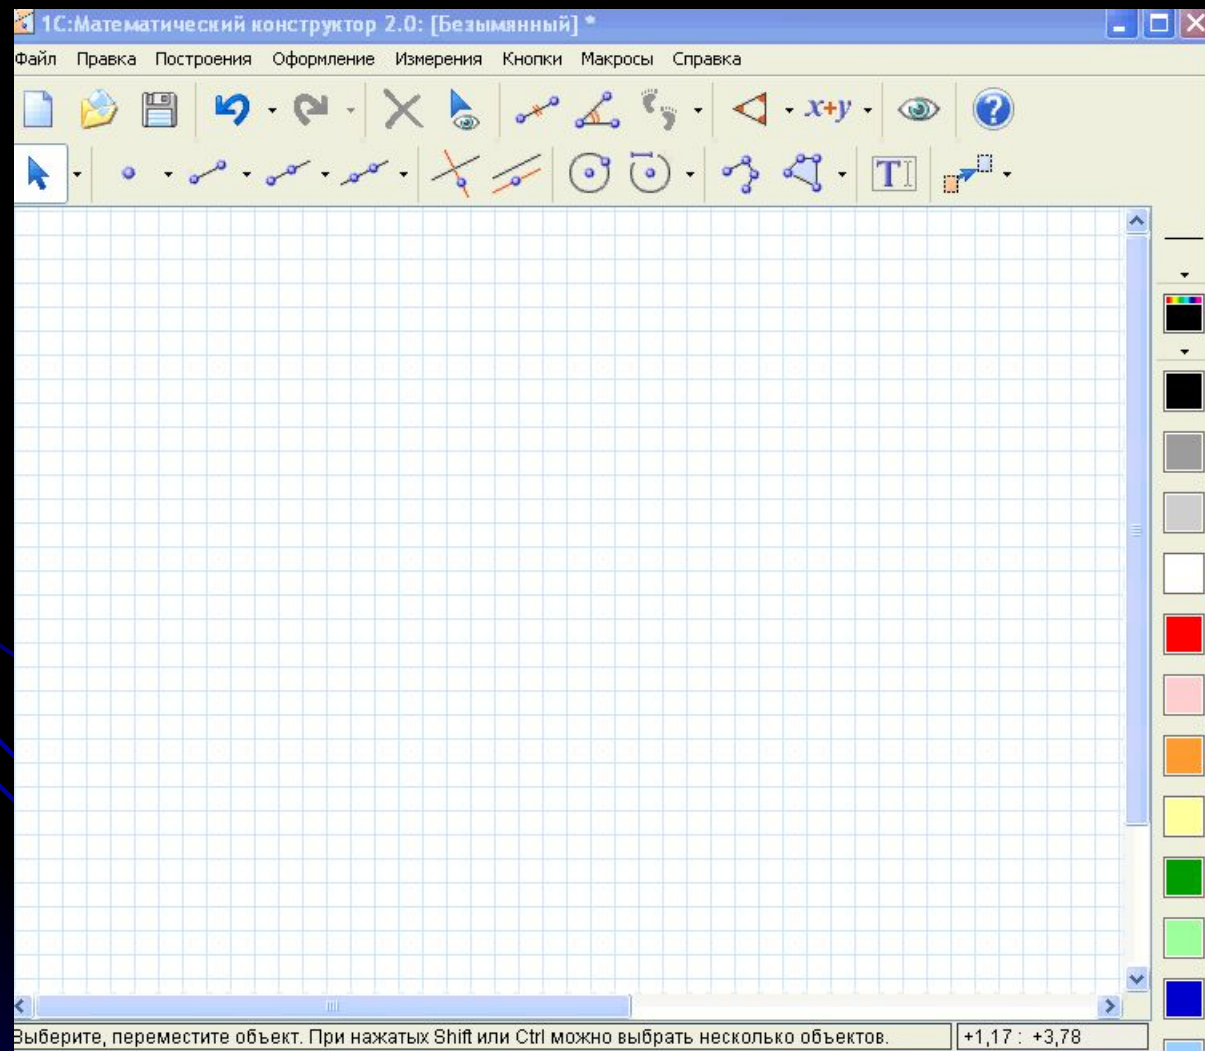 1С:Математический конструктор 2.0: [Безымянный] *
Файл Правка Построения Оформление Измерения Кнопки Макросы Справка
x+y
?
T
Выберите, переместите объект. При нажатых Shift или Ctrl можно выбрать несколько объектов.
+1,17 : +3,78